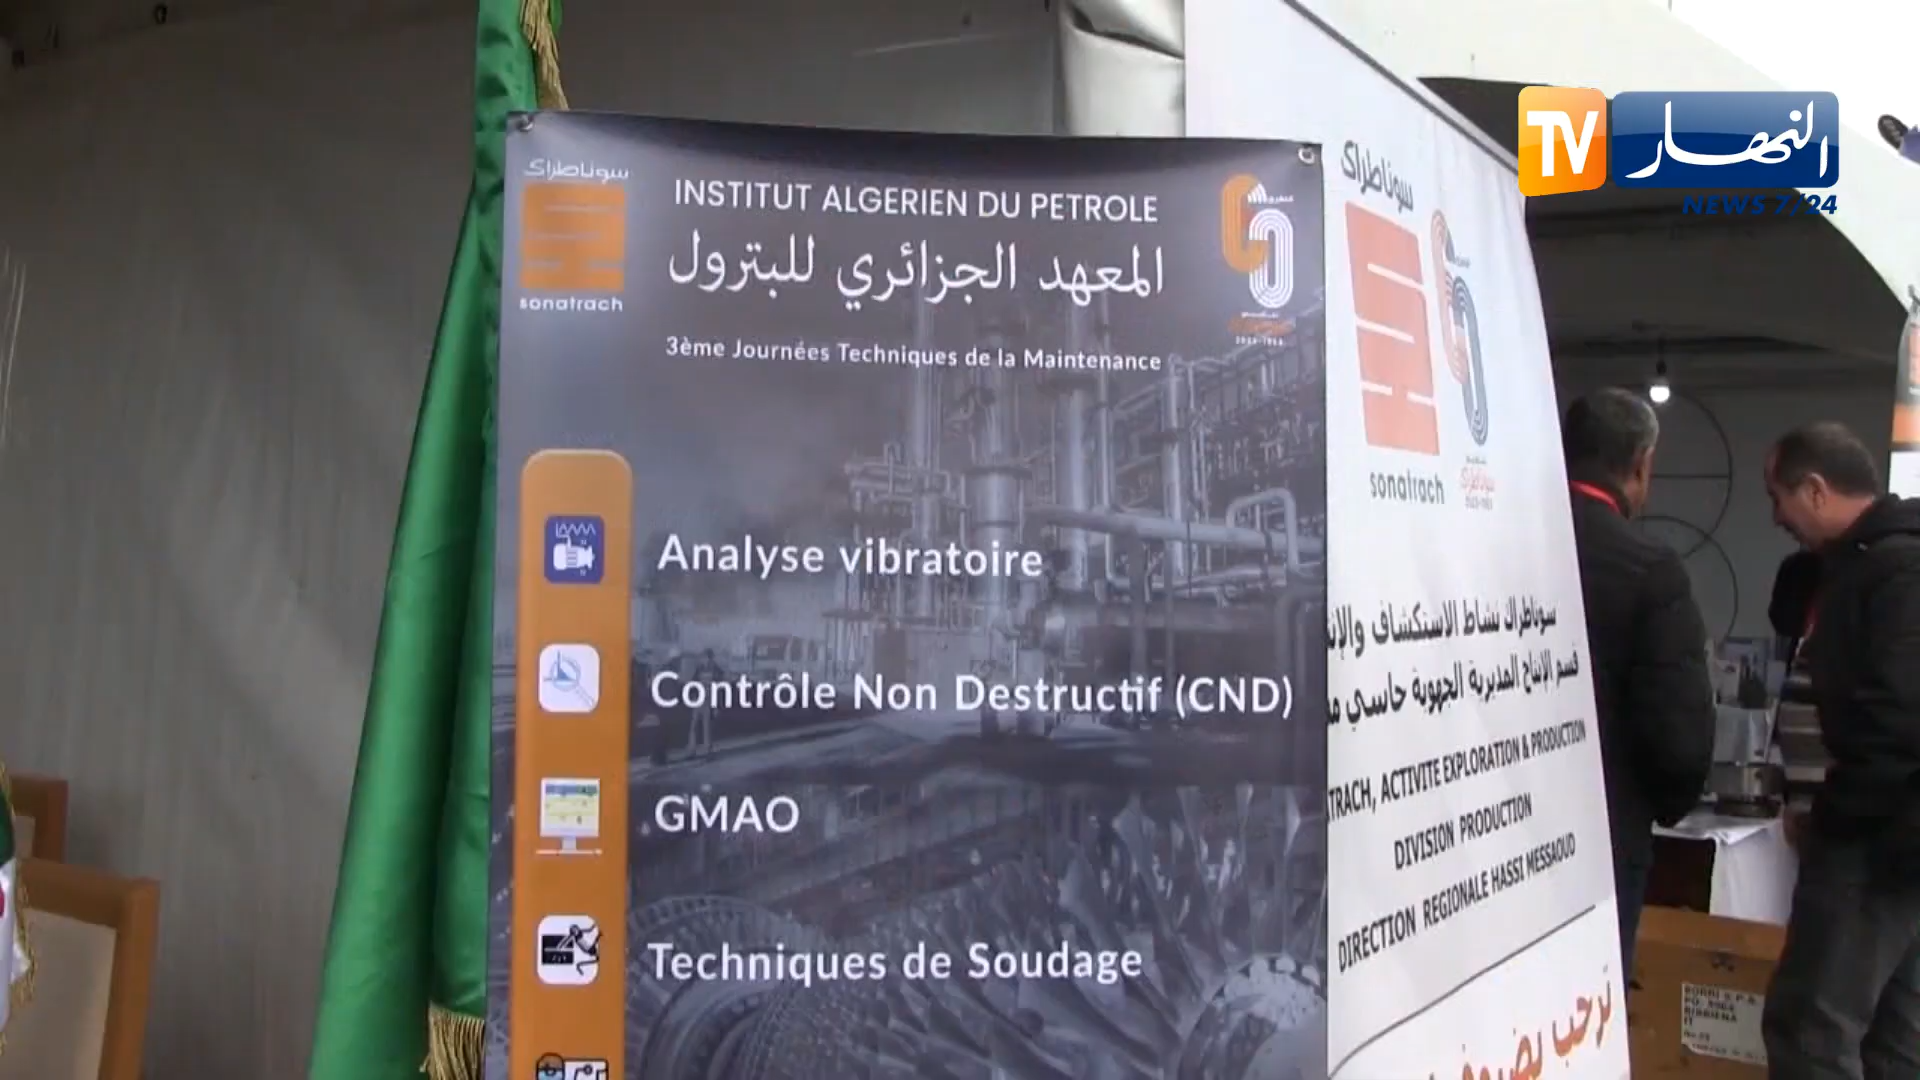 سوناطراك
sonatrach
INSTITUT ALGERIEN DU PETROLE
المعهد الجزائري للبترول
3ème Journées Techniques de la Maintenance
Analyse vibratoire
Contrôle Non Destructif (CND)
GMAO
Techniques de Soudage
سوناطراك
sonatrach
سوناطراك نشاط الاستكشاف
قسم الإنتاج المديرية الجهوية حاسي
TRACH, ACTIVITE EXPLORATION & PRODUCTION
DIVISION PRODUCTION
DIRECTION REGIONALE HASSI MESSAOUD
نرحب
TV النهار
NEWS 7/24